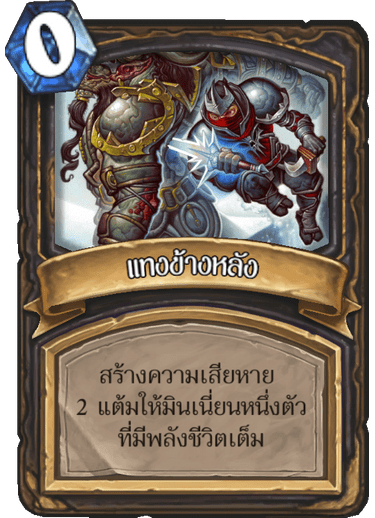 0
แทงข้างหลัง
สร้างความเสียหาย
2 แต้มให้มินเนี่ยนหนึ่งตัว
ที่มีพลังชีวิตเต็ม